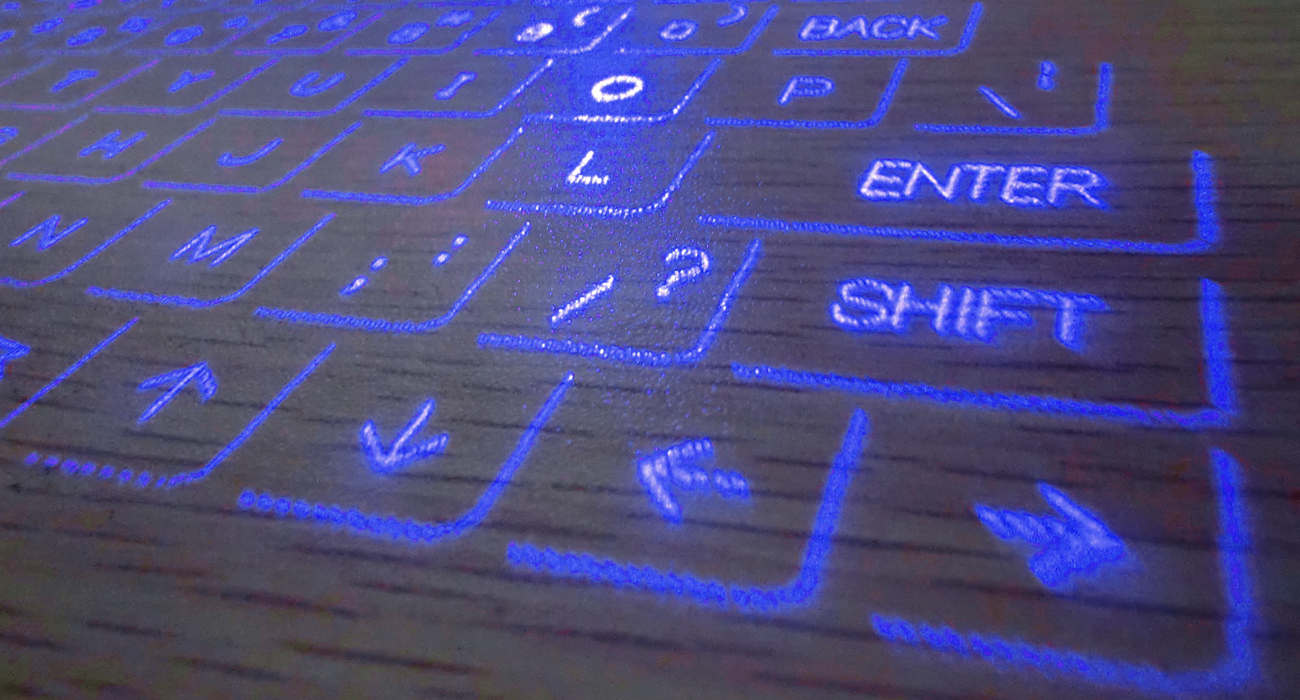 BACK
T Y U I O P \
H J K L ENTER
N M / ? SHIFT
↑ ↓ ← →